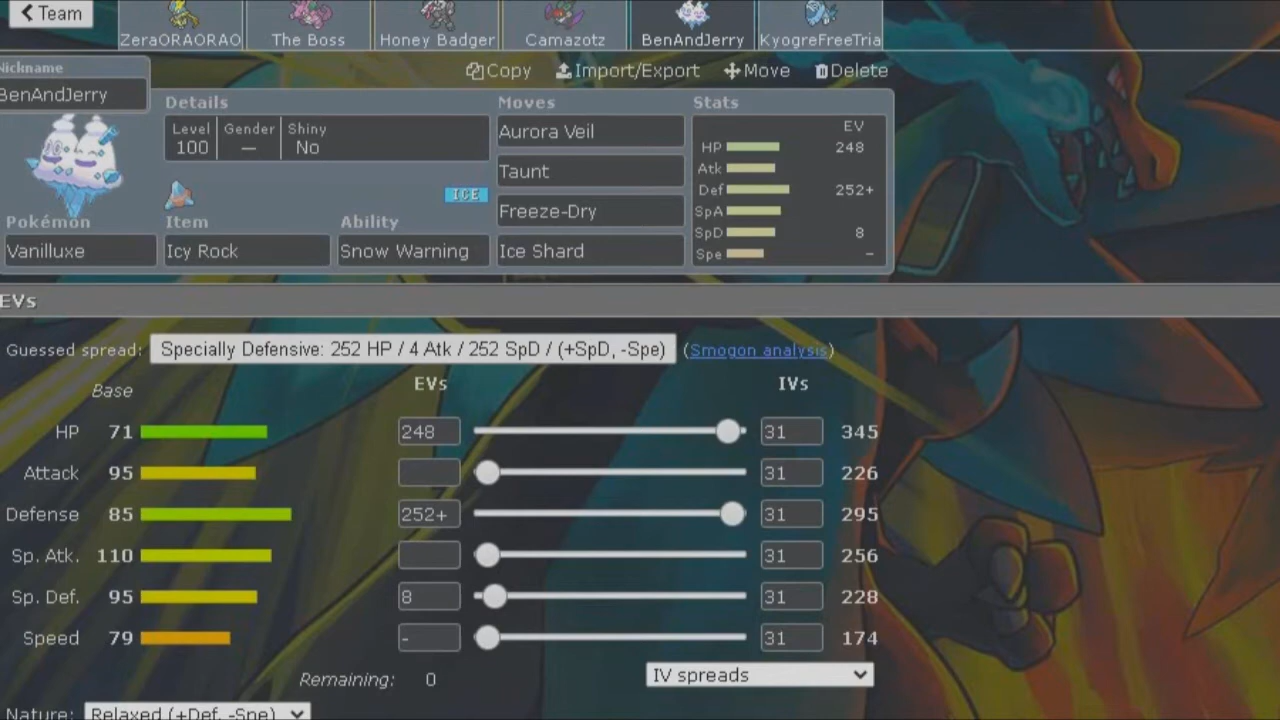 Team
ZeraORAORAO The Boss Honey Badger Camazotz BenAndJerry KyogreFreeTria
Copy Import/Export Move Delete
Nickname
BenAndJerry
Details
Level Gender Shiny
100 — No
ICE
Pokémon Item Ability
Vanilluxe Icy Rock Snow Warning
Moves
Aurora Veil
Taunt
Freeze-Dry
Ice Shard
Stats
EV
HP 248
Atk
Def 252+
SpA
SpD 8
Spe –
EVs
Guessed spread: Specially Defensive: 252 HP / 4 Atk / 252 SpD / (+SpD, -Spe) (Smogon analysis)
Base EVs IVs
HP 71 248 31 345
Attack 95 31 226
Defense 85 252+ 31 295
Sp. Atk. 110 31 256
Sp. Def. 95 8 31 228
Speed 79 - 31 174
Remaining: 0 IV spreads
Nature: Relaxed (+Def, -Spe)